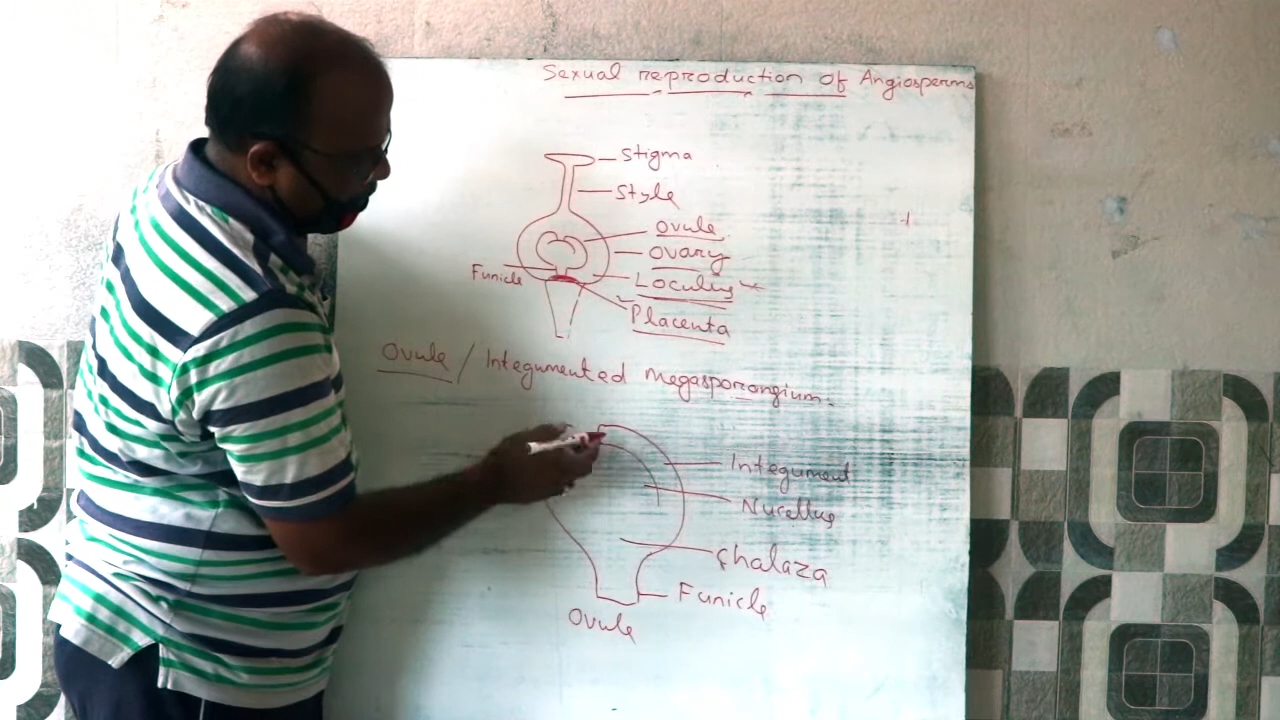 Sexual reproduction of Angiosperms
Stigma
Style
Ovule
Ovary
Funicle
Loculus
Placenta
Ovule / Integumented Megasporangium.
Integument
Nucellus
Chalaza
Funicle
Ovule